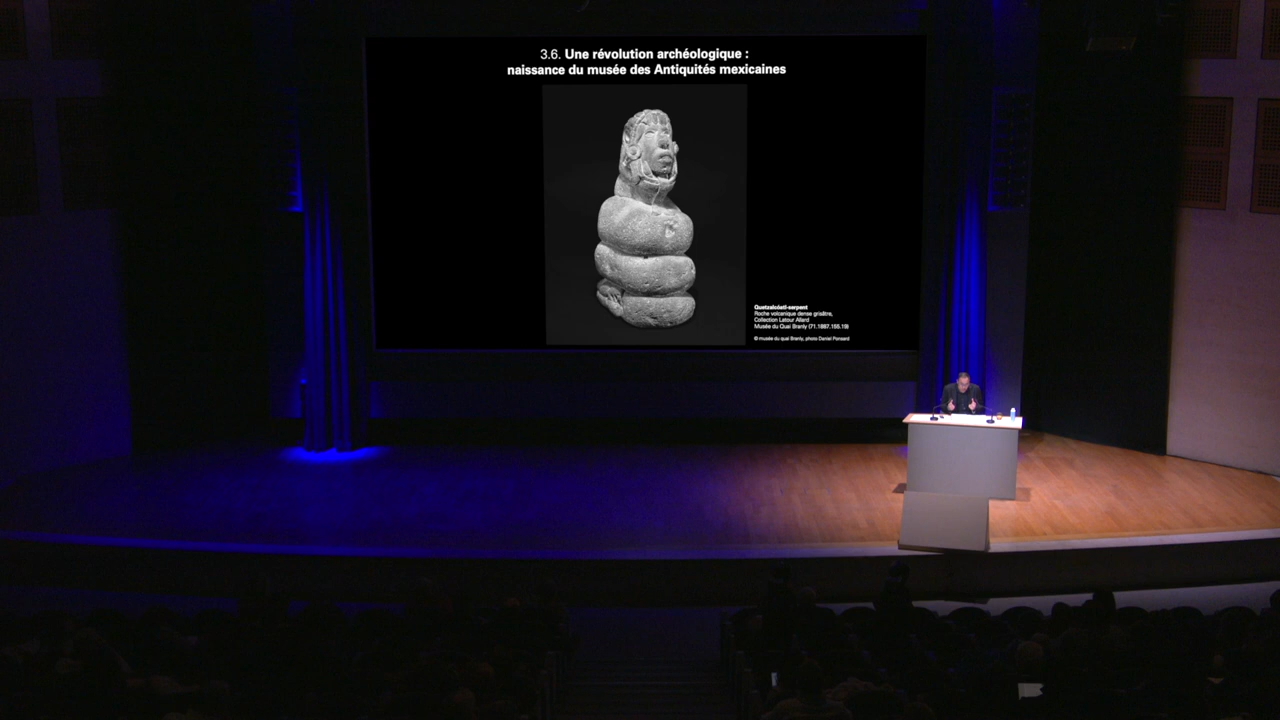 3.6. Une révolution archéologique :
naissance du musée des Antiquités mexicaines
Quetzalcóatl-serpent
Roche volcanique dense grisâtre,
Collection Latour Allard
Musée du Quai Branly (71.1887.155.19)
© musée du quai Branly, photo Daniel Ponsard